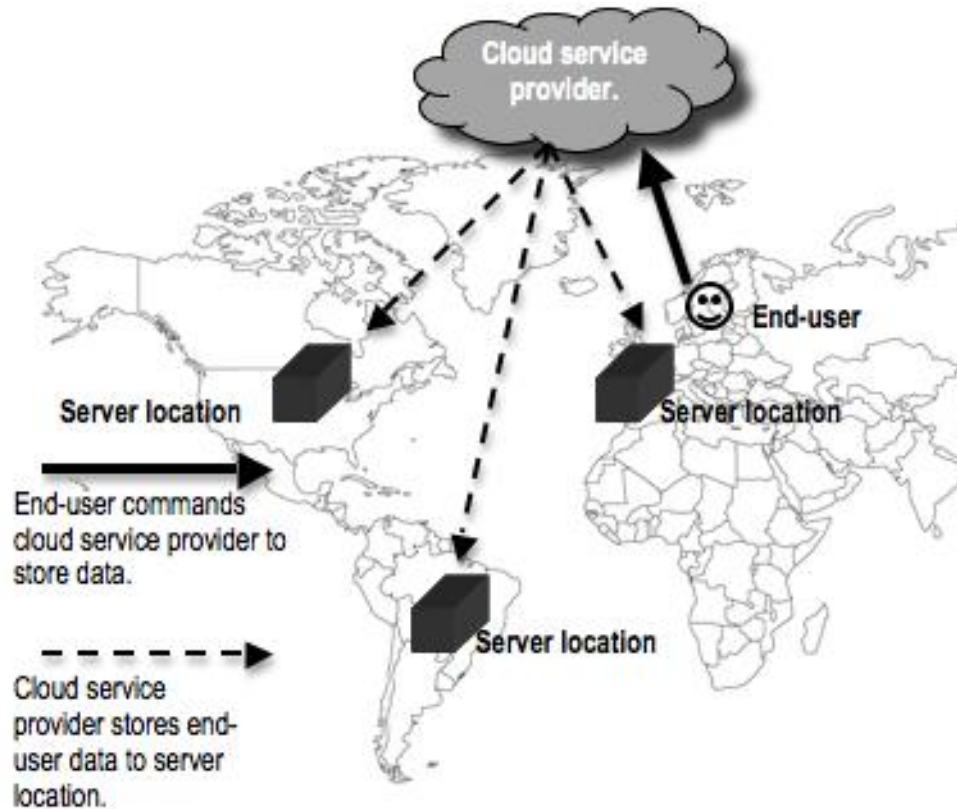 Cloud service
provider.
End-user
Server location
Server location
End-user commands
cloud service provider to
store data.
Server location
Cloud service
provider stores end-
user data to server
location.